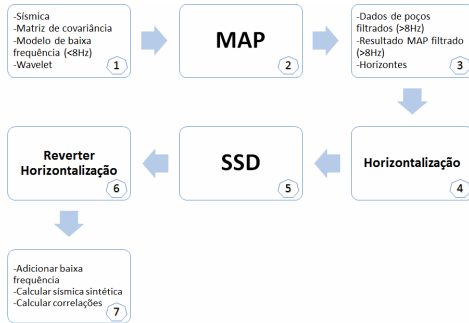 -Sísmica
-Matriz de covariância
-Modelo de baixa
frequência (<8Hz)
-Wavelet
1
MAP
2
-Dados de poços
filtrados (>8Hz)
-Resultado MAP filtrado
(>8Hz)
-Horizontes
3
Horizontalização
4
SSD
5
Reverter
Horizontalização
6
-Adicionar baixa
frequência
-Calcular sísmica sintética
-Calcular correlações
7